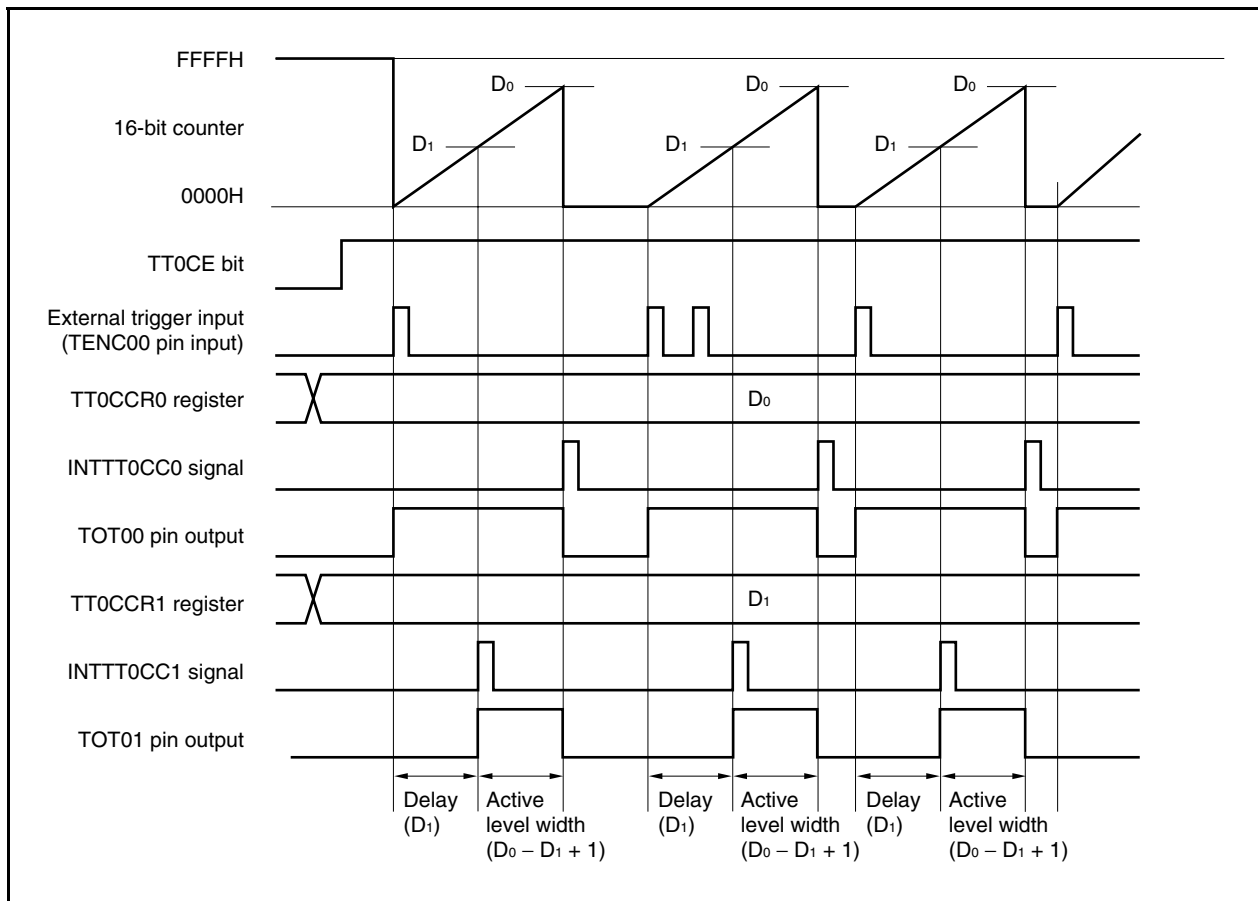 FFFFH
D0
D0
D0
16-bit counter
D1
D1
D1
0000H
TT0CE bit
External trigger input
(TENC00 pin input)
TT0CCR0 register
D0
INTTT0CC0 signal
TOT00 pin output
TT0CCR1 register
D1
INTTT0CC1 signal
TOT01 pin output
Delay
(D1)
Active
level width
(D0 − D1 + 1)
Delay
(D1)
Active
level width
(D0 − D1 + 1)
Delay
(D1)
Active
level width
(D0 − D1 + 1)